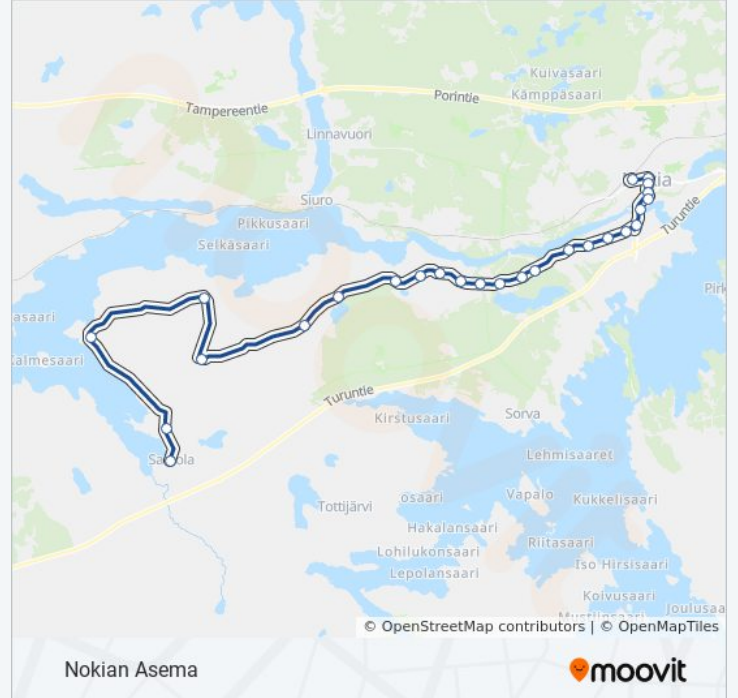 Kuivasaari
Kämppäsaari
Porintie
Tampereentie
Linnavuori
Siuro
Pikkusaari
Selkäsaari
Turuntie
Pirk
asaari
Kalmesaari
Turuntie
Kirstusaari
Sorva
Lehmisaaret
Tottijärvi
osaari
Vapalo
Kukkelisaari
Hakalansaari
Riitasaari
Lohilukonsaari
Iso Hirsisaari
Lepolansaari
Koivusaari
Joulusaa
© OpenStreetMap contributors | © OpenMapTiles
Nokian Asema
moovit